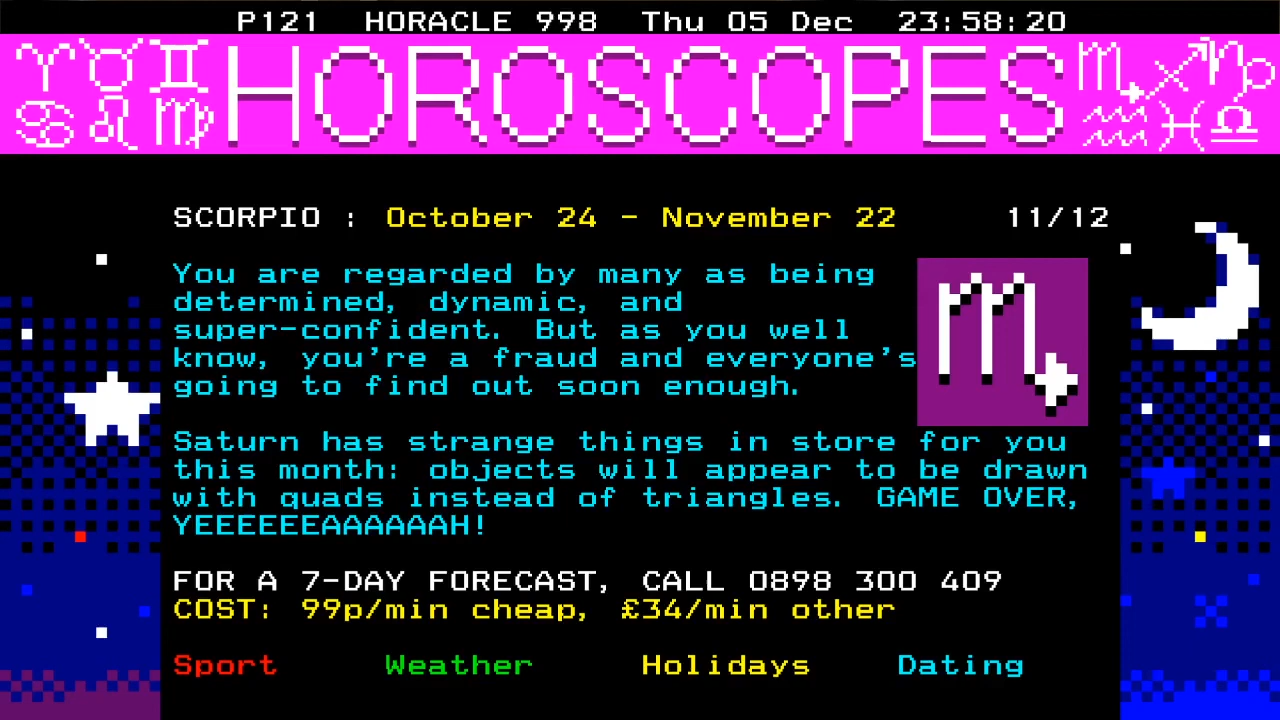 P121 HORACLE 998 Thu 05 Dec 23:58:20
HOROSCOPES
SCORPIO : October 24 - November 22 11/12
You are regarded by many as being
determined, dynamic, and
super-confident. But as you well
know, you're a fraud and everyone's
going to find out soon enough.
Saturn has strange things in store for you
this month: objects will appear to be drawn
with quads instead of triangles. GAME OVER,
YEEEEEEAAAAAAH!
FOR A 7-DAY FORECAST, CALL 0898 300 409
COST: 99p/min cheap, £34/min other
Sport Weather Holidays Dating